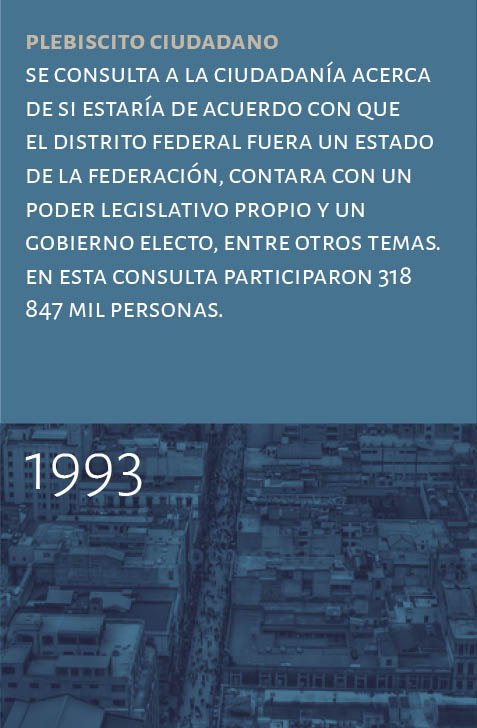 PLEBISCITO CIUDADANO
SE CONSULTA A LA CIUDADANÍA ACERCA
DE SI ESTARÍA DE ACUERDO CON QUE
EL DISTRITO FEDERAL FUERA UN ESTADO
DE LA FEDERACIÓN, CONTARA CON UN
PODER LEGISLATIVO PROPIO Y UN
GOBIERNO ELECTO, ENTRE OTROS TEMAS.
EN ESTA CONSULTA PARTICIPARON 318
847 MIL PERSONAS.
1993